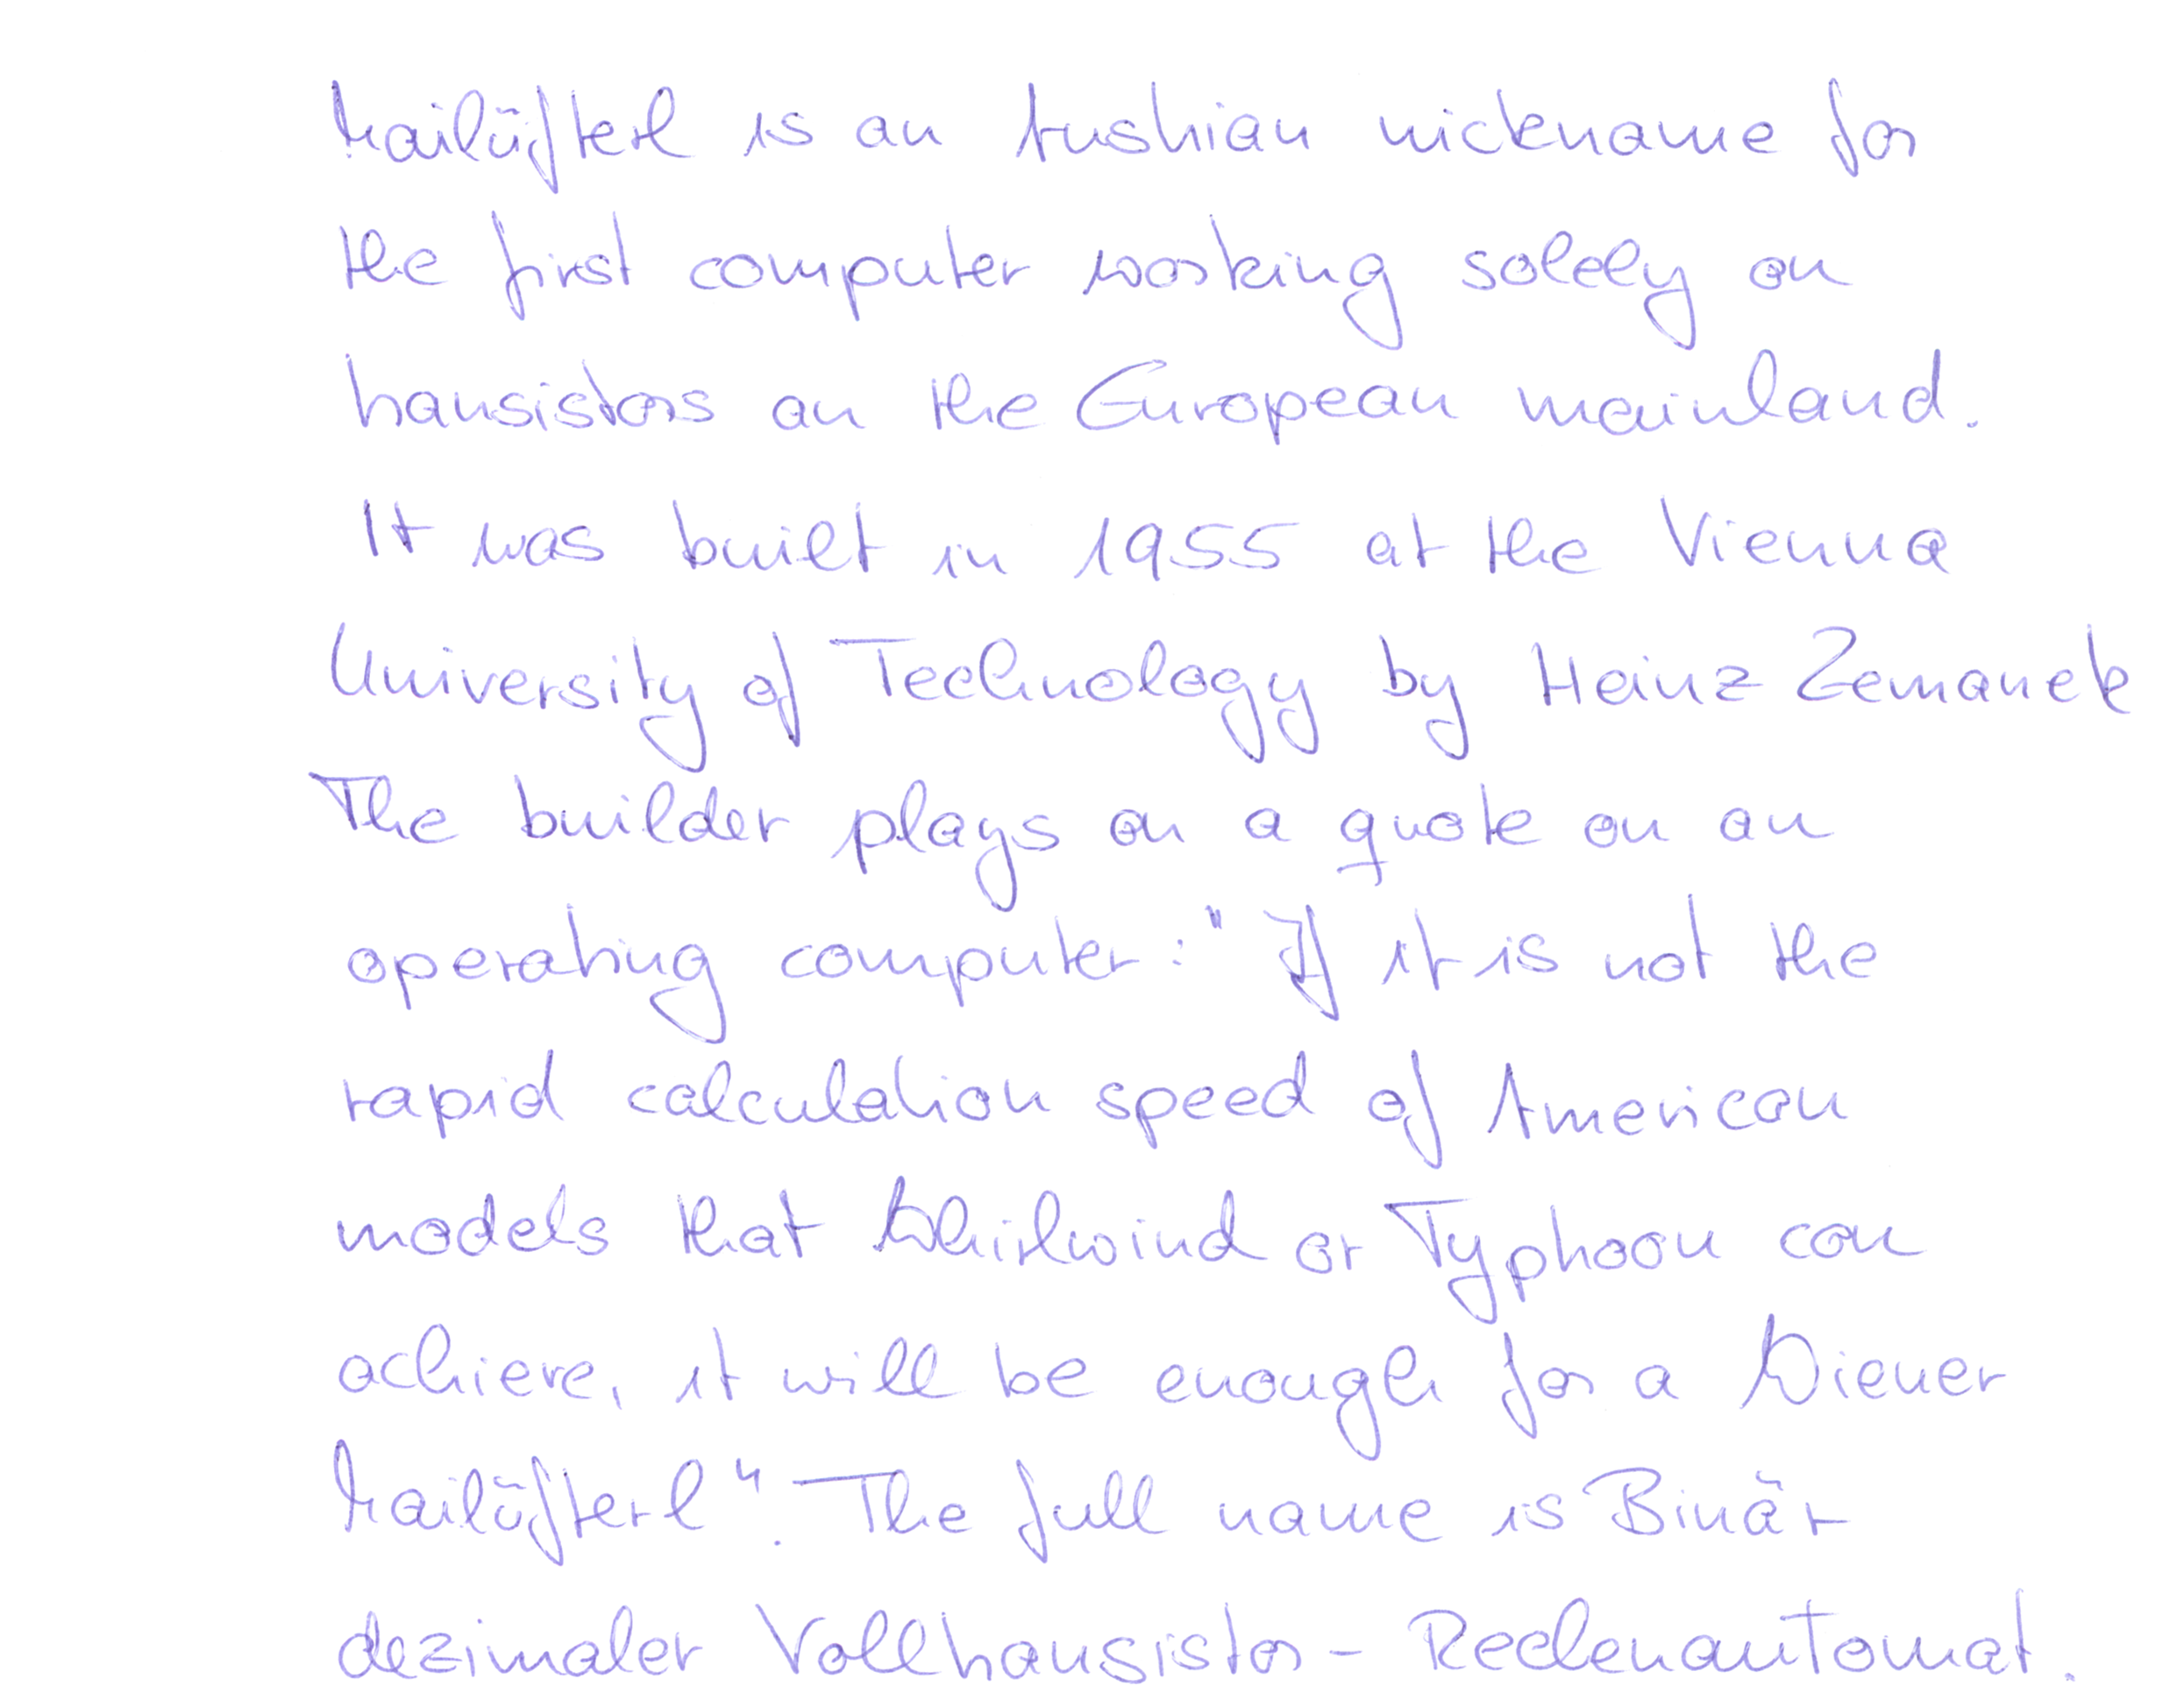 Mailüfterl is an Austrian nickname for
the first computer working solely on
transistors on the European mainland.
It was built in 1955 at the Vienna
University of Technology by Heinz Zemanek
The builder plays on a quote on an
operating computer: "If it is not the
rapid calculation speed of American
models that Whirlwind or Typhoon can
achieve, it will be enough for a Wiener
Mailüfterl". The full name is Binär
dezimaler Volltransistor-Rechenautomat.